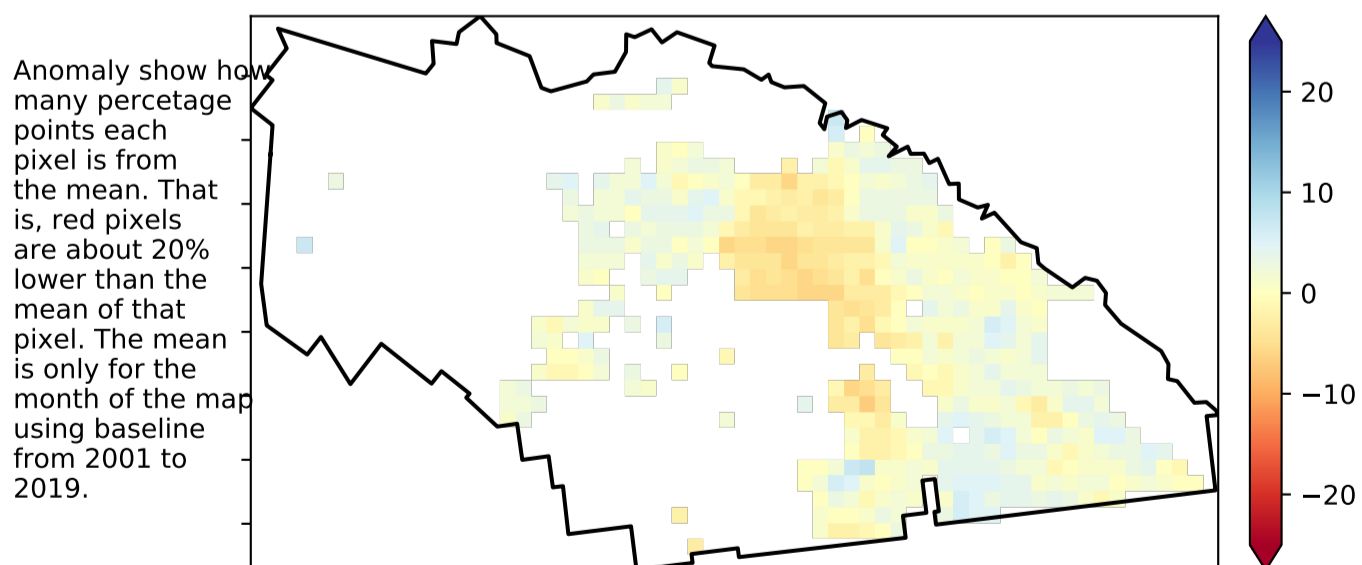 Anomaly show how
many percetage
points each
pixel is from
the mean. That
is, red pixels
are about 20%
lower than the
mean of that
pixel. The mean
is only for the
month of the map
using baseline
from 2001 to
2019.
20
10
0
−10
−20